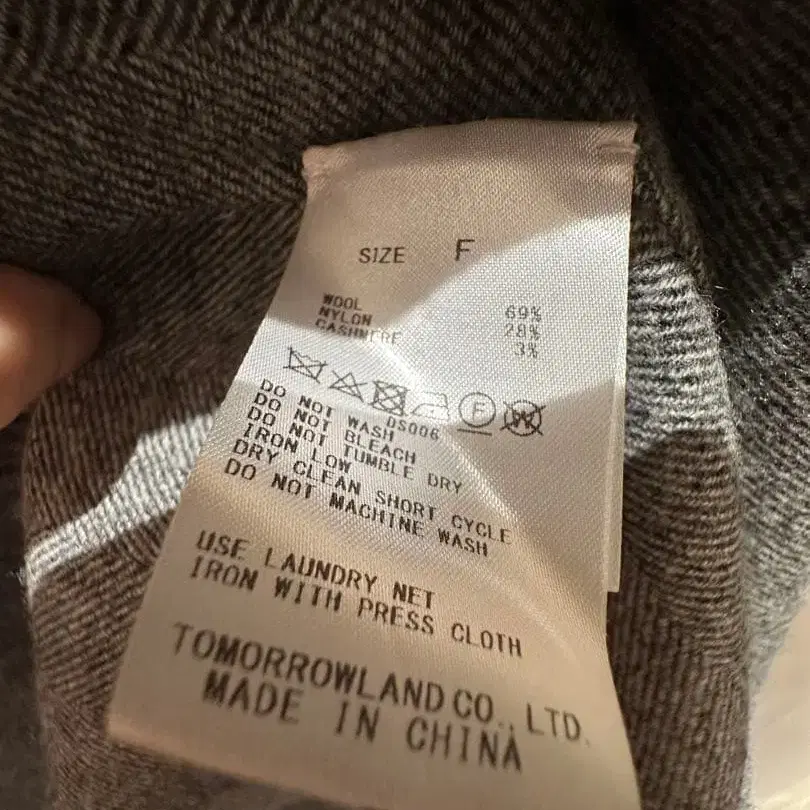 SIZE F
WOOL 69%
NYLON 28%
CASHMERE 3%
F W
DS006
DO NOT WASH
DO NOT BLEACH
DO NOT TUMBLE DRY
IRON LOW
DRY CLEAN SHORT CYCLE
DO NOT MACHINE WASH
USE LAUNDRY NET
IRON WITH PRESS CLOTH
TOMORROWLAND CO., LTD.
MADE IN CHINA